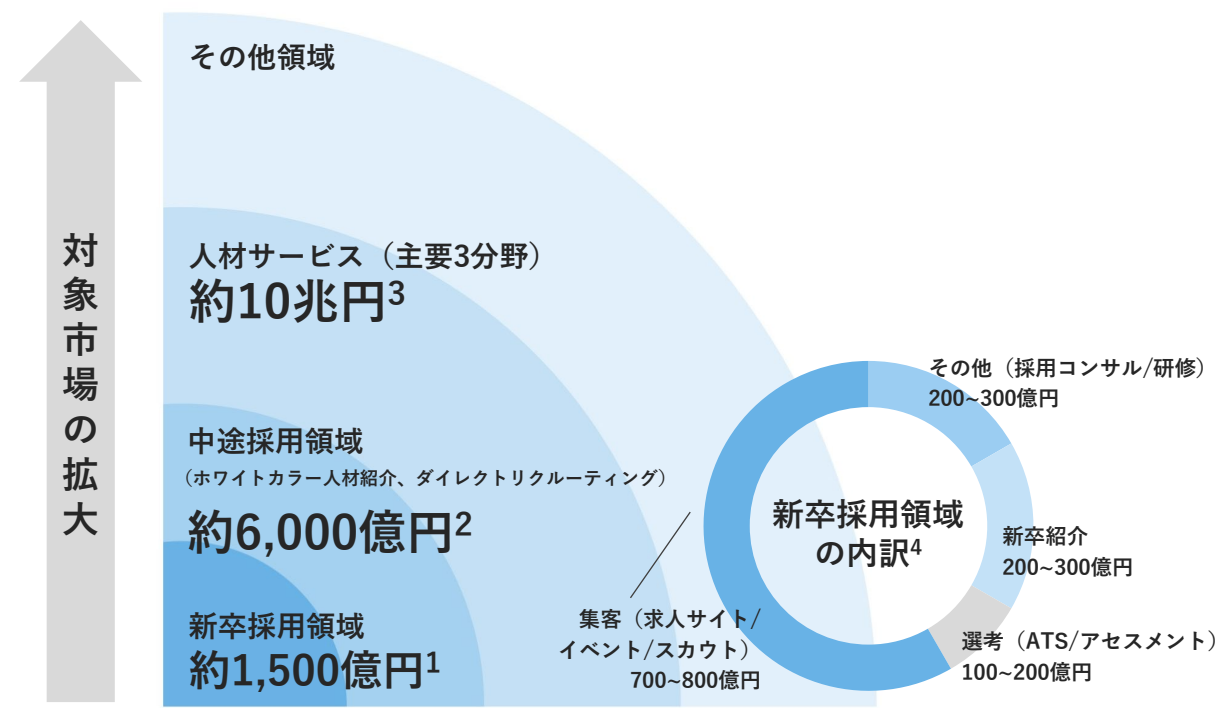 対象市場の拡大
その他領域
人材サービス（主要3分野）
約10兆円3
中途採用領域
（ホワイトカラー人材紹介、ダイレクトリクルーティング）
約6,000億円2
新卒採用領域
約1,500億円1
新卒採用領域
の内訳4
その他（採用コンサル/研修）
200~300億円
新卒紹介
200~300億円
選考（ATS/アセスメント）
100~200億円
集客（求人サイト/
イベント/スカウト）
700~800億円